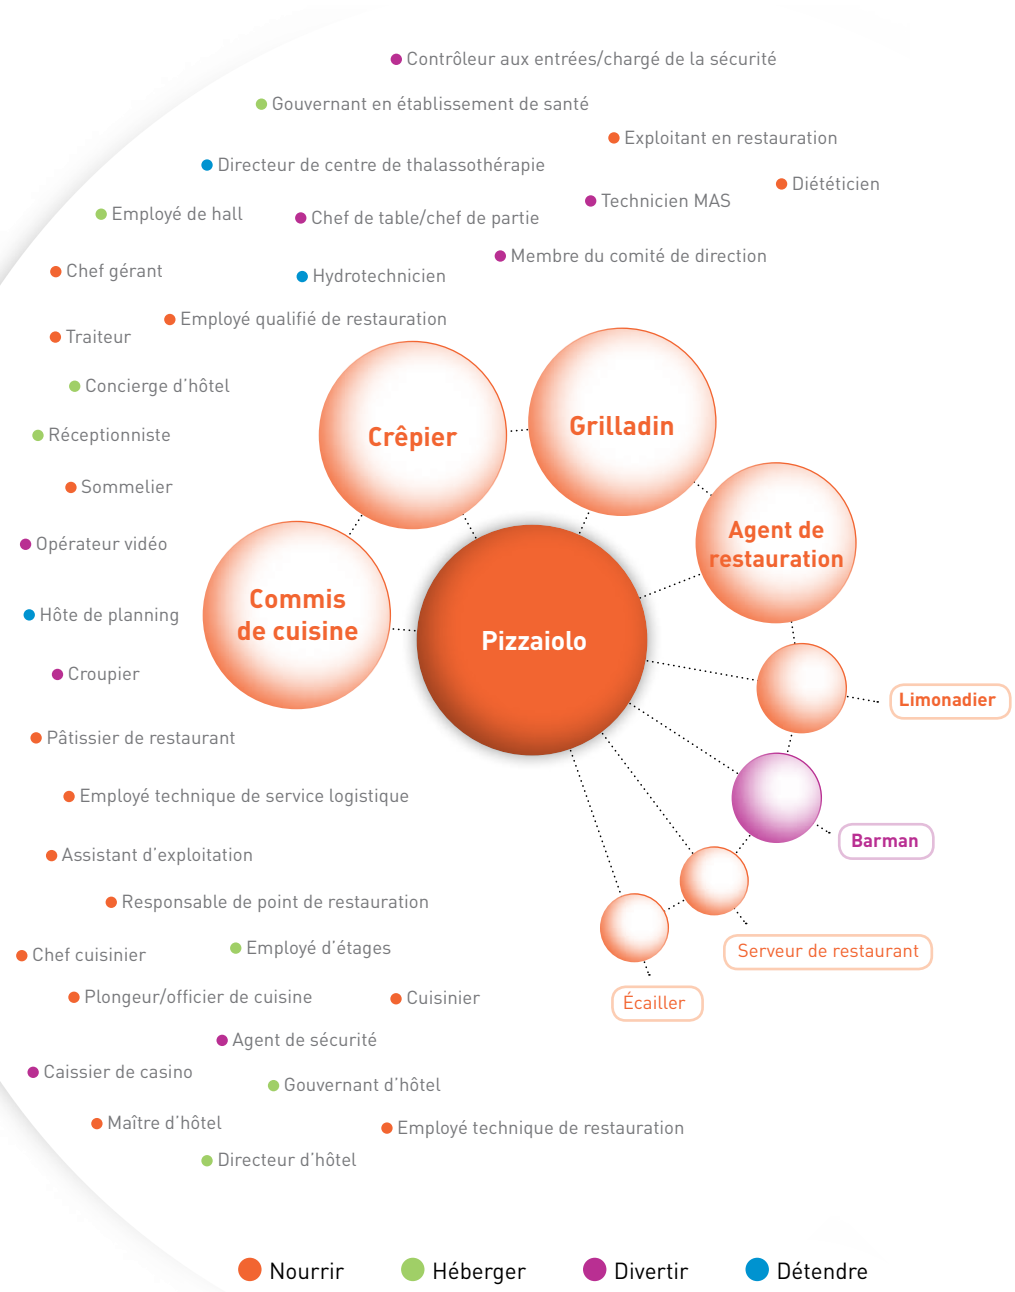 Contrôleur aux entrées/chargé de la sécurité
Gouvernant en établissement de santé
Exploitant en restauration
Directeur de centre de thalassothérapie
Diététicien
Technicien MAS
Employé de hall
Chef de table/chef de partie
Membre du comité de direction
Chef gérant
Hydrotechnicien
Employé qualifié de restauration
Traiteur
Concierge d'hôtel
Réceptionniste
Crêpier
Grilladin
Sommelier
Agent de
restauration
Opérateur vidéo
Commis
de cuisine
Hôte de planning
Pizzaiolo
Croupier
Limonadier
Pâtissier de restaurant
Employé technique de service logistique
Barman
Assistant d'exploitation
Responsable de point de restauration
Chef cuisinier
Employé d'étages
Serveur de restaurant
Plongeur/officier de cuisine
Cuisinier
Écailler
Agent de sécurité
Caissier de casino
Gouvernant d'hôtel
Maître d'hôtel
Employé technique de restauration
Directeur d'hôtel
Nourrir
Héberger
Divertir
Détendre